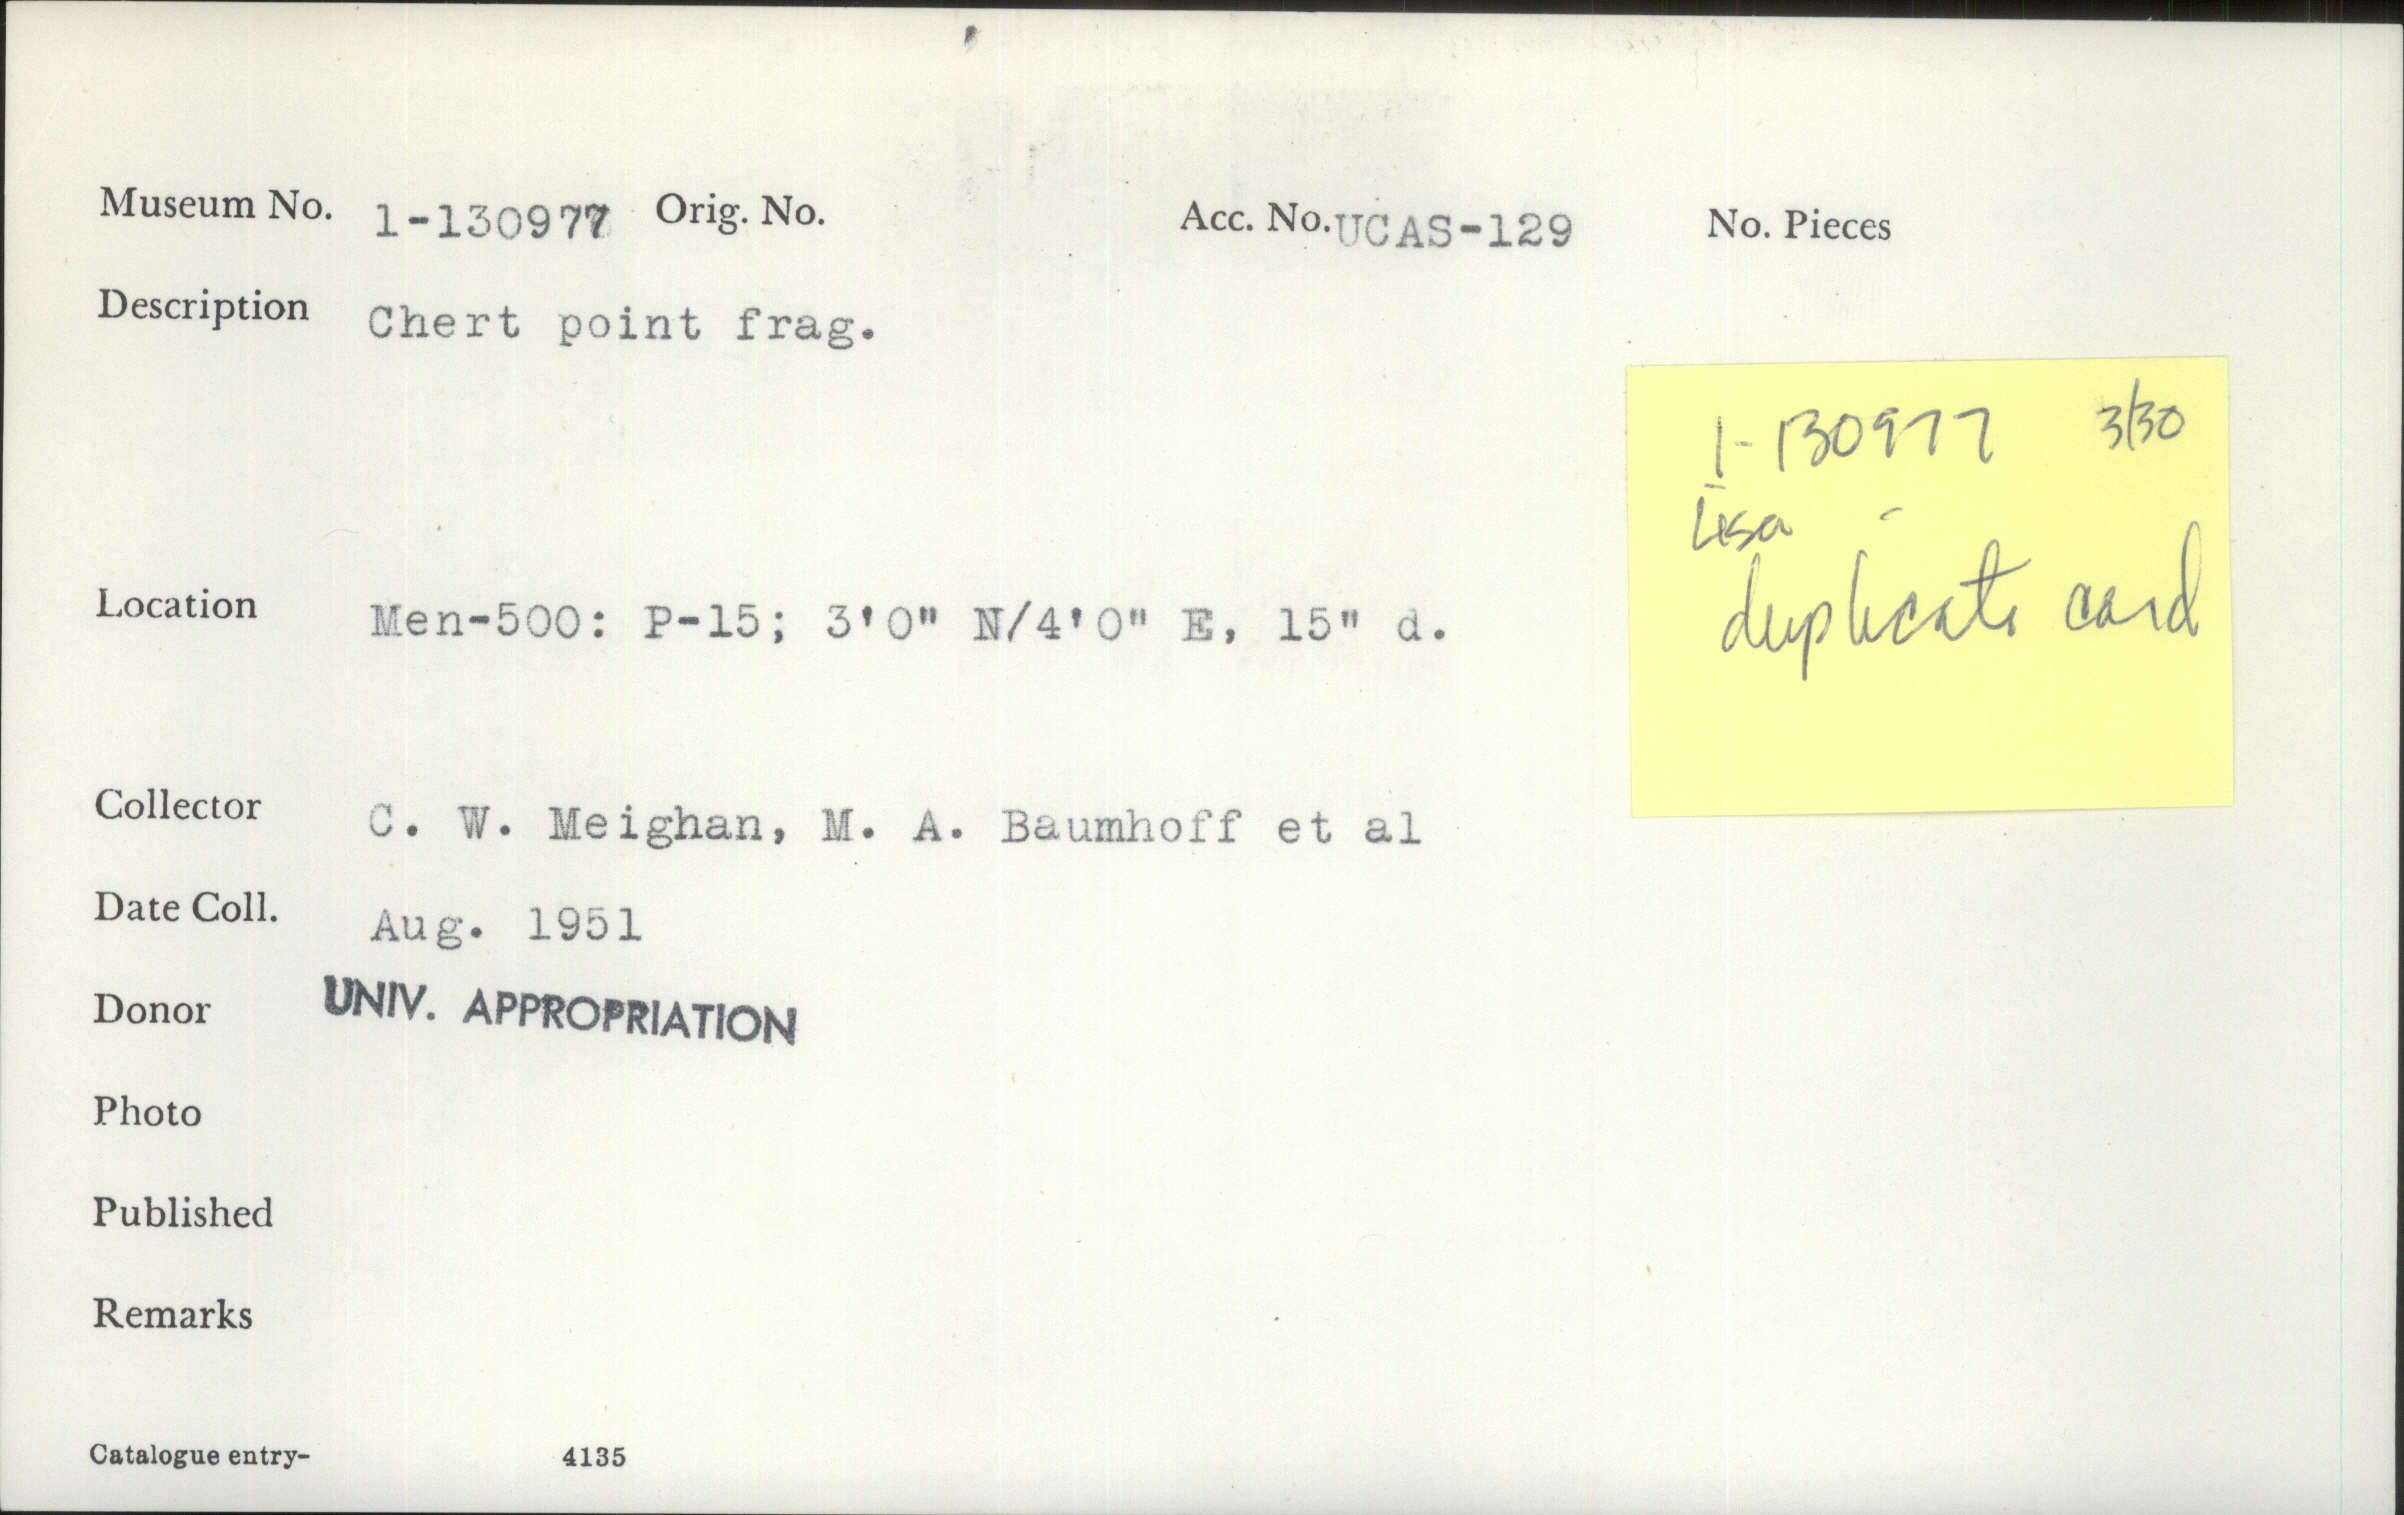 Museum No. 1-130977 Orig. No. Acc. No. UCAS-129 No. Pieces
Description Chert point frag.
1-130977 3/30
Lisa -
duplicate card
Location Men-500: P-15; 3'0" N/4'0" E, 15" d.
Collector C. W. Meighan, M. A. Baumhoff et al
Date Coll. Aug. 1951
Donor UNIV. APPROPRIATION
Photo
Published
Remarks
Catalogue entry- 4135